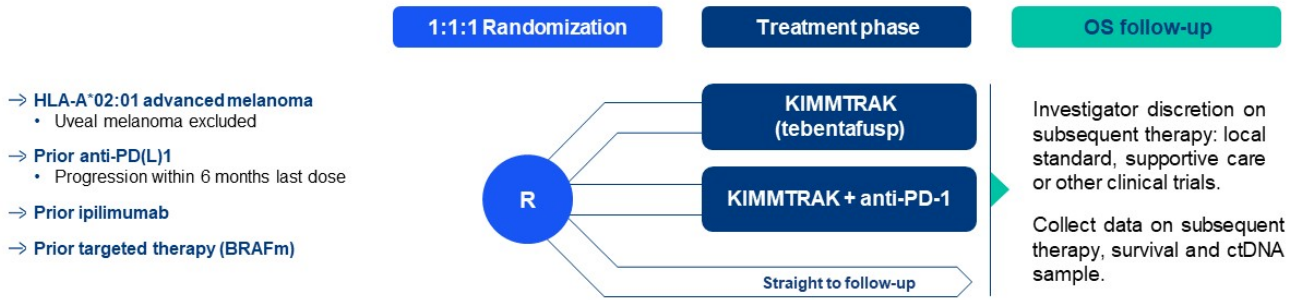 1:1:1 Randomization
Treatment phase
OS follow-up
→ HLA-A*02:01 advanced melanoma
• Uveal melanoma excluded
→ Prior anti-PD(L)1
• Progression within 6 months last dose
→ Prior ipilimumab
→ Prior targeted therapy (BRAFm)
R
KIMMTRAK
(tebentafusp)
KIMMTRAK + anti-PD-1
Straight to follow-up
Investigator discretion on
subsequent therapy: local
standard, supportive care
or other clinical trials.
Collect data on subsequent
therapy, survival and ctDNA
sample.